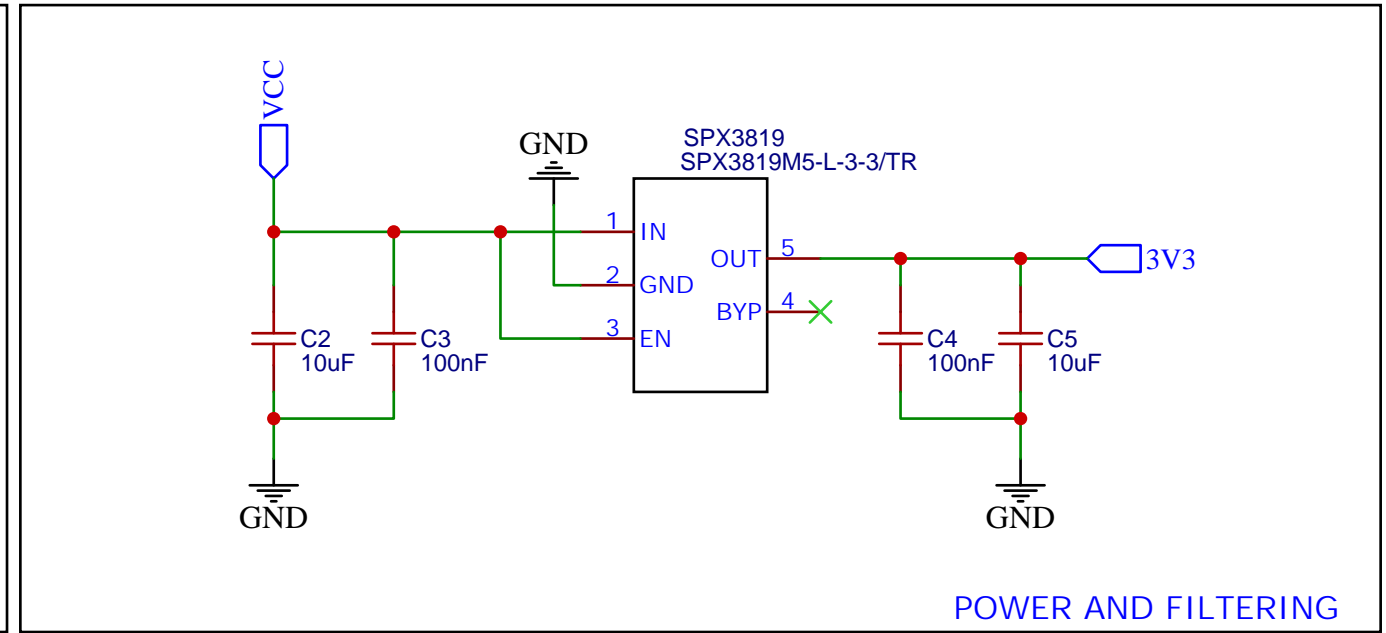 VCC
GND
SPX3819
SPX3819M5-L-3-3/TR
1
IN
2
GND
3
EN
OUT
5
BYP
4
3V3
C2
10uF
C3
100nF
C4
100nF
C5
10uF
GND
GND
POWER AND FILTERING